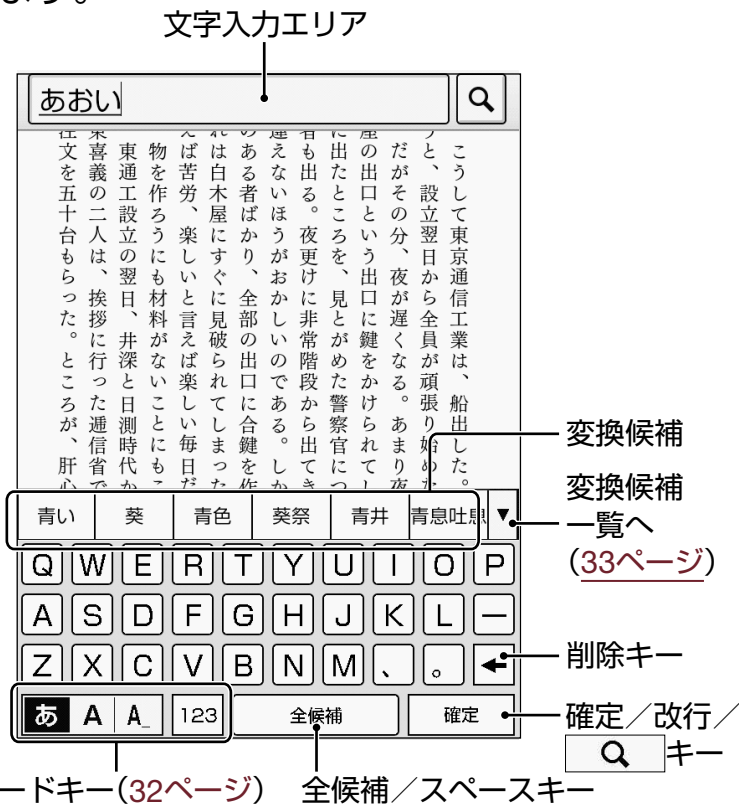 ます。
文字入力エリア
あおい
こうして東京通信工業は、船出した。
うと、設立翌日から全員が頑張り始めた
だがその分、夜が遅くなる。あまり夜
の出口という出口に鍵をかけられてし
に出たところを、見とがめた警察官につ
者も出る。夜更けに非常階段から出てき
違えないほうがおかしいのである。しか
のある者ばかり、全部の出口に合鍵を作
れは白木屋にすぐに見破られてしまった
えば苦労、楽しいと言えば楽しい毎日だ
物を作ろうにも材料がないことにもこ
東通工設立の翌日、井深と日測時代か
東喜義の二人は、挨拶に行った逓信省で
注文を五十台もらった。ところが、肝心
変換候補
変換候補
一覧へ
(33ページ)
青い 葵 青色 葵祭 青井 青息吐息 ▼
Q W E R T Y U I O P
A S D F G H J K L ー
Z X C V B N M 、 。 ←
削除キー
あ A A_ 123 全候補 確定
確定／改行／
キー
ードキー(32ページ) 全候補／スペースキー